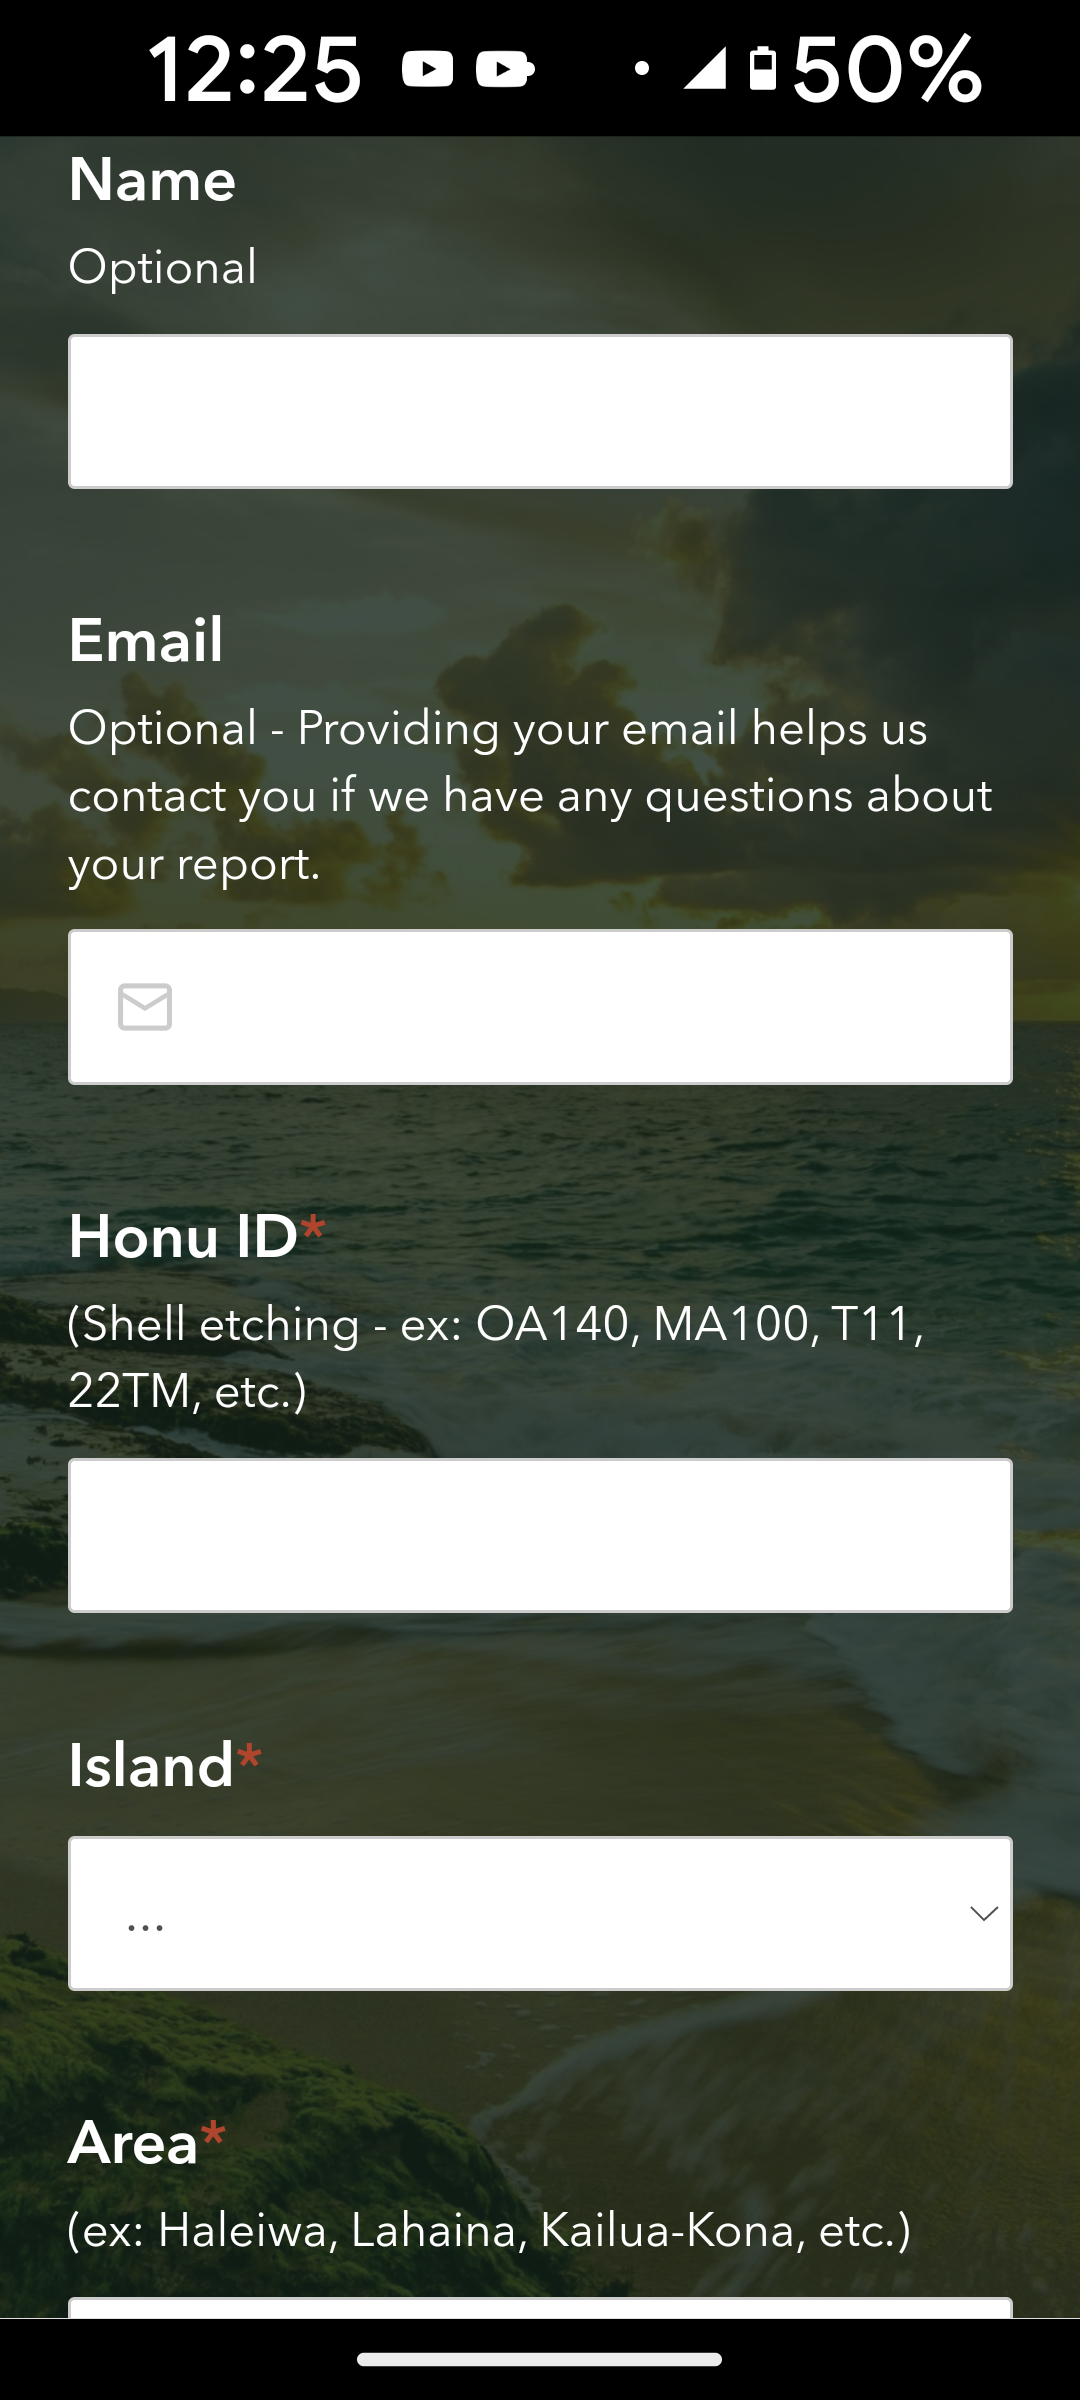 12:25 50%
Name
Optional
Email
Optional - Providing your email helps us
contact you if we have any questions about
your report.
Honu ID*
(Shell etching - ex: OA140, MA100, T11,
22TM, etc.)
Island*
...
Area*
(ex: Haleiwa, Lahaina, Kailua-Kona, etc.)